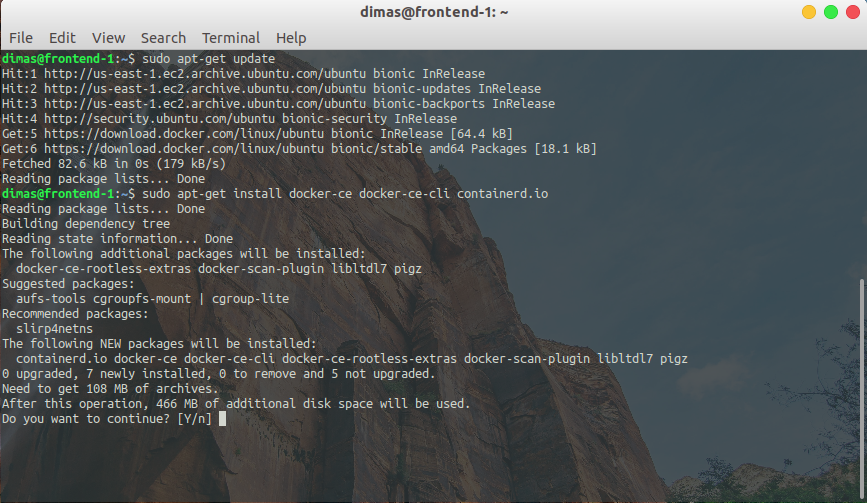 dimas@frontend-1: ~
File Edit View Search Terminal Help
dimas@frontend-1:~$ sudo apt-get update
Hit:1 http://us-east-1.ec2.archive.ubuntu.com/ubuntu bionic InRelease
Hit:2 http://us-east-1.ec2.archive.ubuntu.com/ubuntu bionic-updates InRelease
Hit:3 http://us-east-1.ec2.archive.ubuntu.com/ubuntu bionic-backports InRelease
Hit:4 http://security.ubuntu.com/ubuntu bionic-security InRelease
Get:5 https://download.docker.com/linux/ubuntu bionic InRelease [64.4 kB]
Get:6 https://download.docker.com/linux/ubuntu bionic/stable amd64 Packages [18.1 kB]
Fetched 82.6 kB in 0s (179 kB/s)
Reading package lists... Done
dimas@frontend-1:~$ sudo apt-get install docker-ce docker-ce-cli containerd.io
Reading package lists... Done
Building dependency tree
Reading state information... Done
The following additional packages will be installed:
  docker-ce-rootless-extras docker-scan-plugin libltdl7 pigz
Suggested packages:
  aufs-tools cgroupfs-mount | cgroup-lite
Recommended packages:
  slirp4netns
The following NEW packages will be installed:
  containerd.io docker-ce docker-ce-cli docker-ce-rootless-extras docker-scan-plugin libltdl7 pigz
0 upgraded, 7 newly installed, 0 to remove and 5 not upgraded.
Need to get 108 MB of archives.
After this operation, 466 MB of additional disk space will be used.
Do you want to continue? [Y/n]